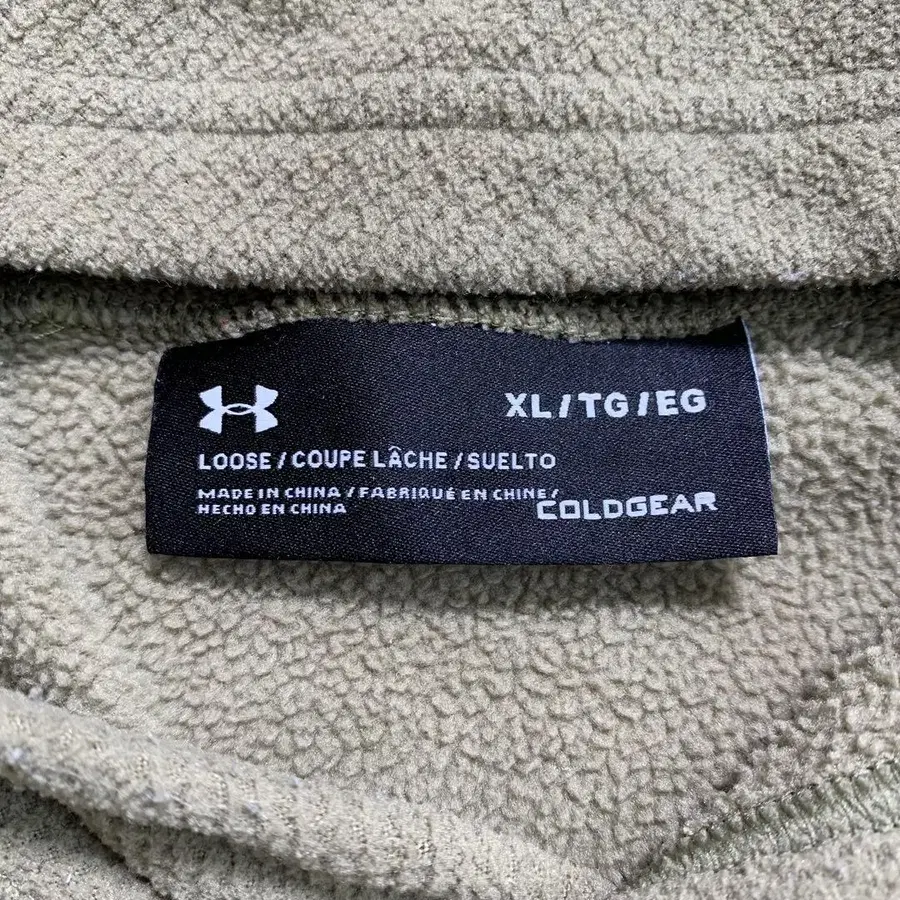 XL/TG/EG
LOOSE/COUPE LÂCHE/SUELTO
MADE IN CHINA/FABRIQUÉ EN CHINE/
HECHO EN CHINA
COLDGEAR